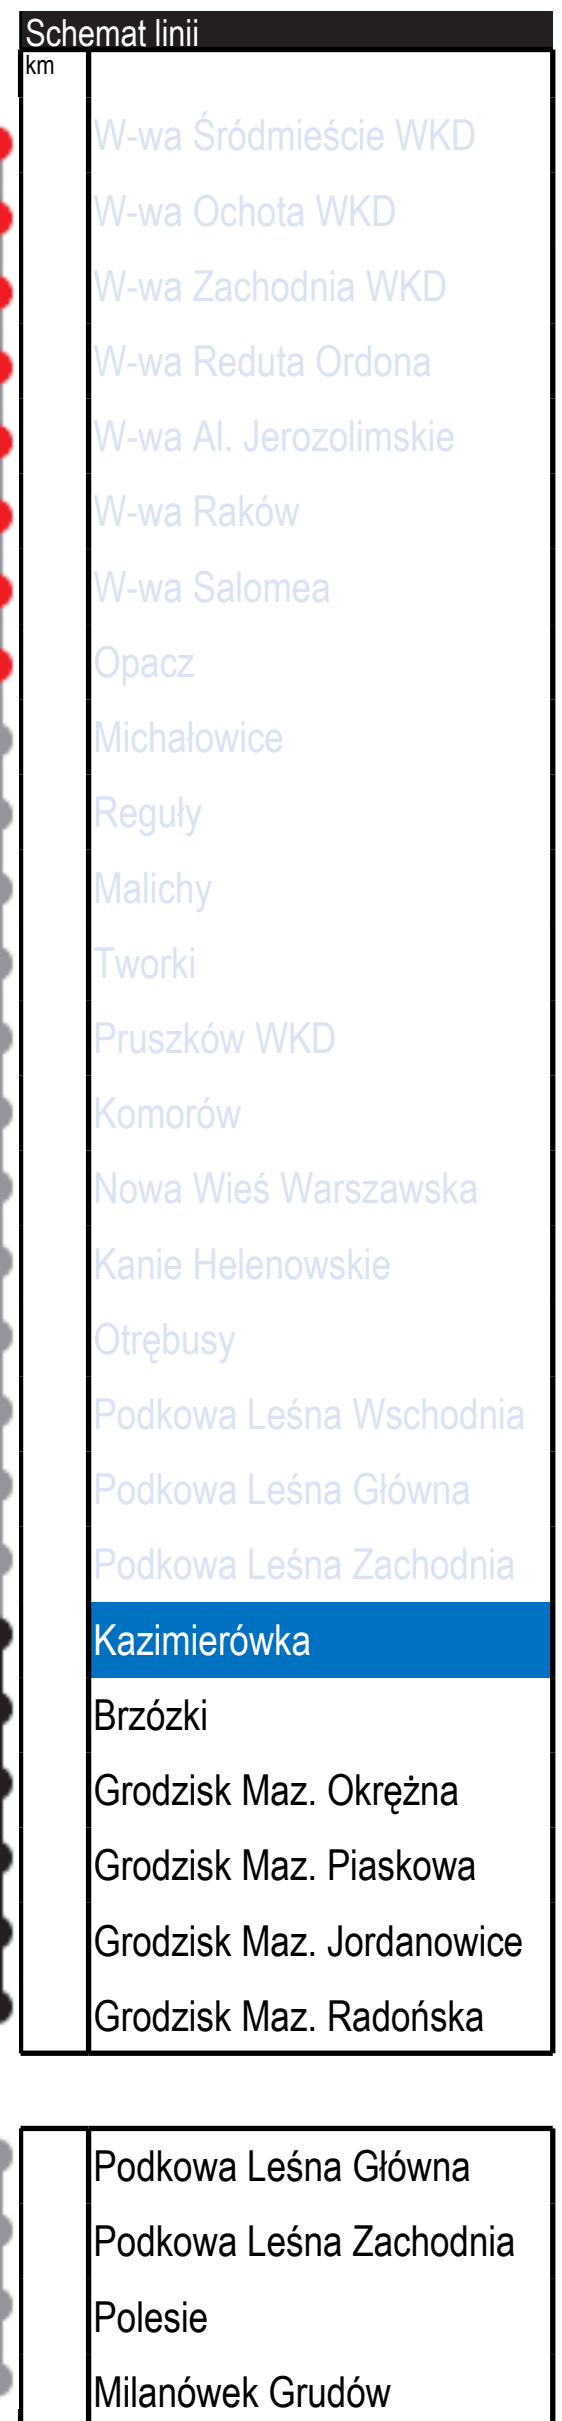 Schemat linii
km
W-wa Śródmieście WKD
W-wa Ochota WKD
W-wa Zachodnia WKD
W-wa Reduta Ordona
W-wa Al. Jerozolimskie
W-wa Raków
W-wa Salomea
Opacz
Michałowice
Reguły
Malichy
Tworki
Pruszków WKD
Komorów
Nowa Wieś Warszawska
Kanie Helenowskie
Otrębusy
Podkowa Leśna Wschodnia
Podkowa Leśna Główna
Podkowa Leśna Zachodnia
Kazimierówka
Brzózki
Grodzisk Maz. Okrężna
Grodzisk Maz. Piaskowa
Grodzisk Maz. Jordanowice
Grodzisk Maz. Radońska
Podkowa Leśna Główna
Podkowa Leśna Zachodnia
Polesie
Milanówek Grudów